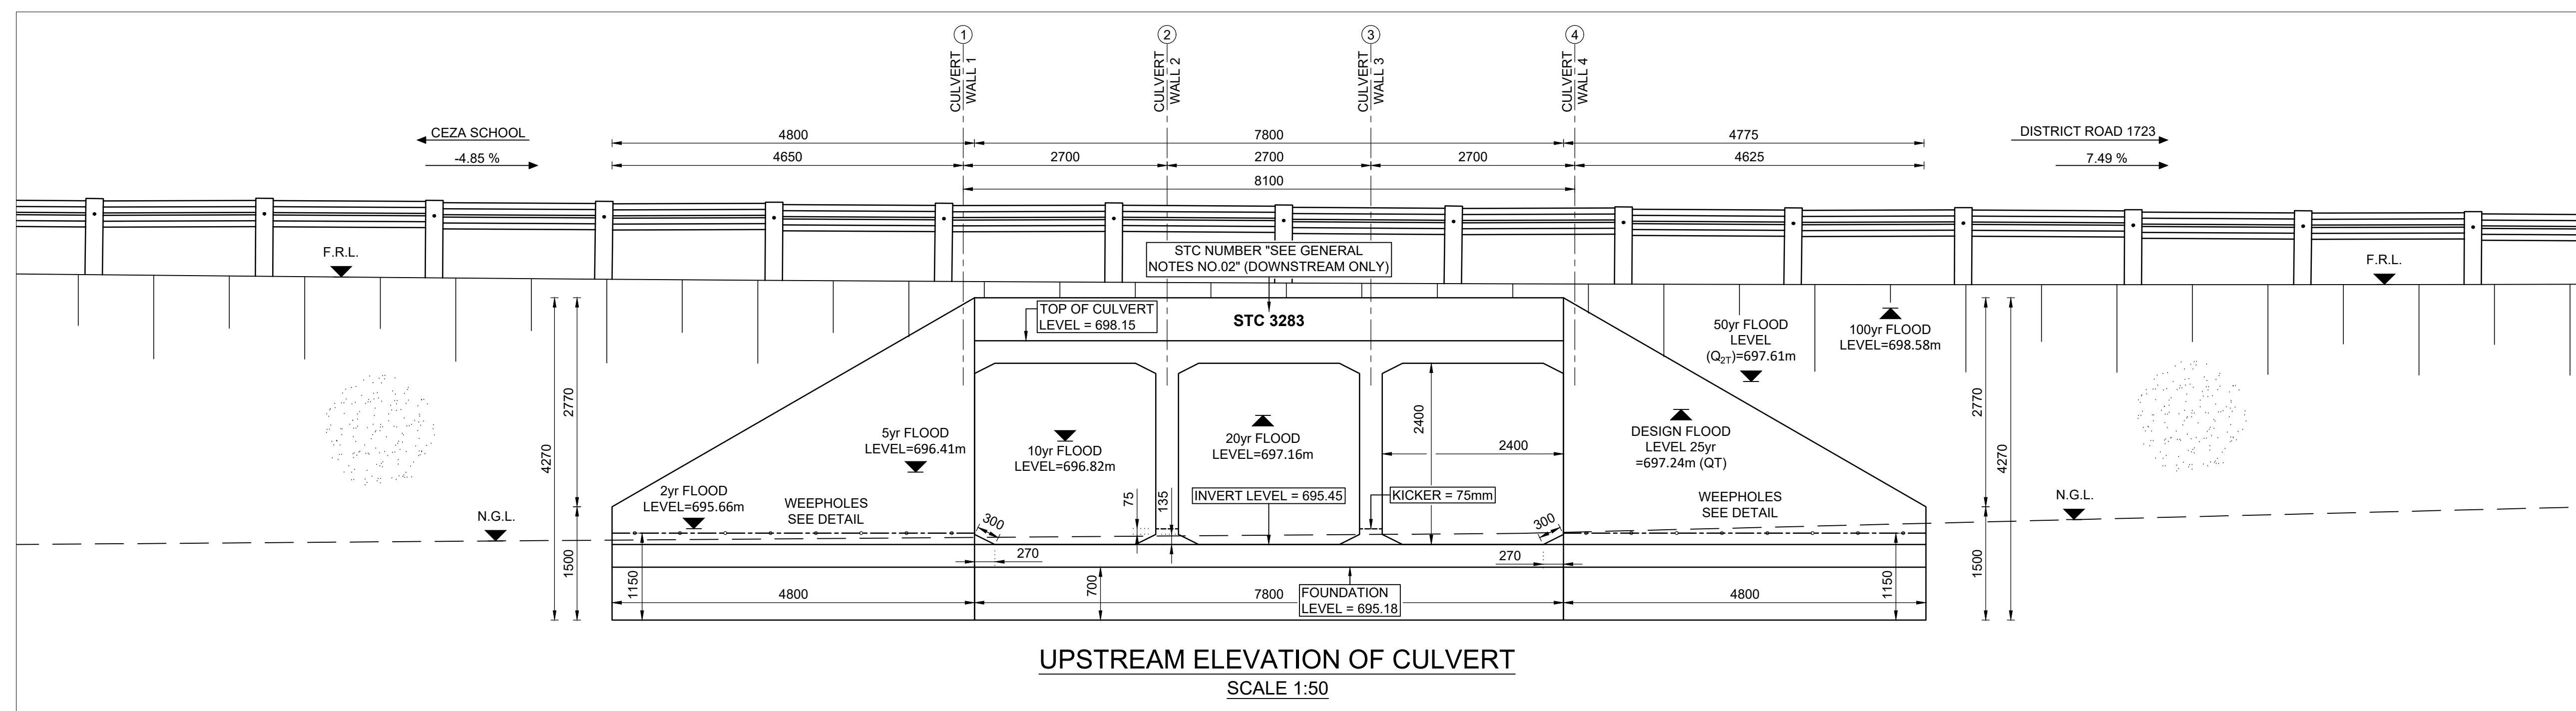 1
2
3
4
CULVERT
WALL 1
CULVERT
WALL 2
CULVERT
WALL 3
CULVERT
WALL 4
CEZA SCHOOL
-4.85 %
DISTRICT ROAD 1723
7.49 %
4800
7800
4775
4650
2700
2700
2700
4625
8100
F.R.L.
F.R.L.
STC NUMBER "SEE GENERAL
NOTES NO.02" (DOWNSTREAM ONLY)
TOP OF CULVERT
LEVEL = 698.15
STC 3283
50yr FLOOD
LEVEL
(Q2T)=697.61m
100yr FLOOD
LEVEL=698.58m
2770
4270
1500
1150
5yr FLOOD
LEVEL=696.41m
10yr FLOOD
LEVEL=696.82m
20yr FLOOD
LEVEL=697.16m
2400
2400
DESIGN FLOOD
LEVEL 25yr
=697.24m (QT)
2770
4270
1500
1150
2yr FLOOD
LEVEL=695.66m
WEEPHOLES
SEE DETAIL
75
135
INVERT LEVEL = 695.45
KICKER = 75mm
WEEPHOLES
SEE DETAIL
N.G.L.
N.G.L.
300
300
270
270
700
4800
7800
4800
FOUNDATION
LEVEL = 695.18
UPSTREAM ELEVATION OF CULVERT
SCALE 1:50